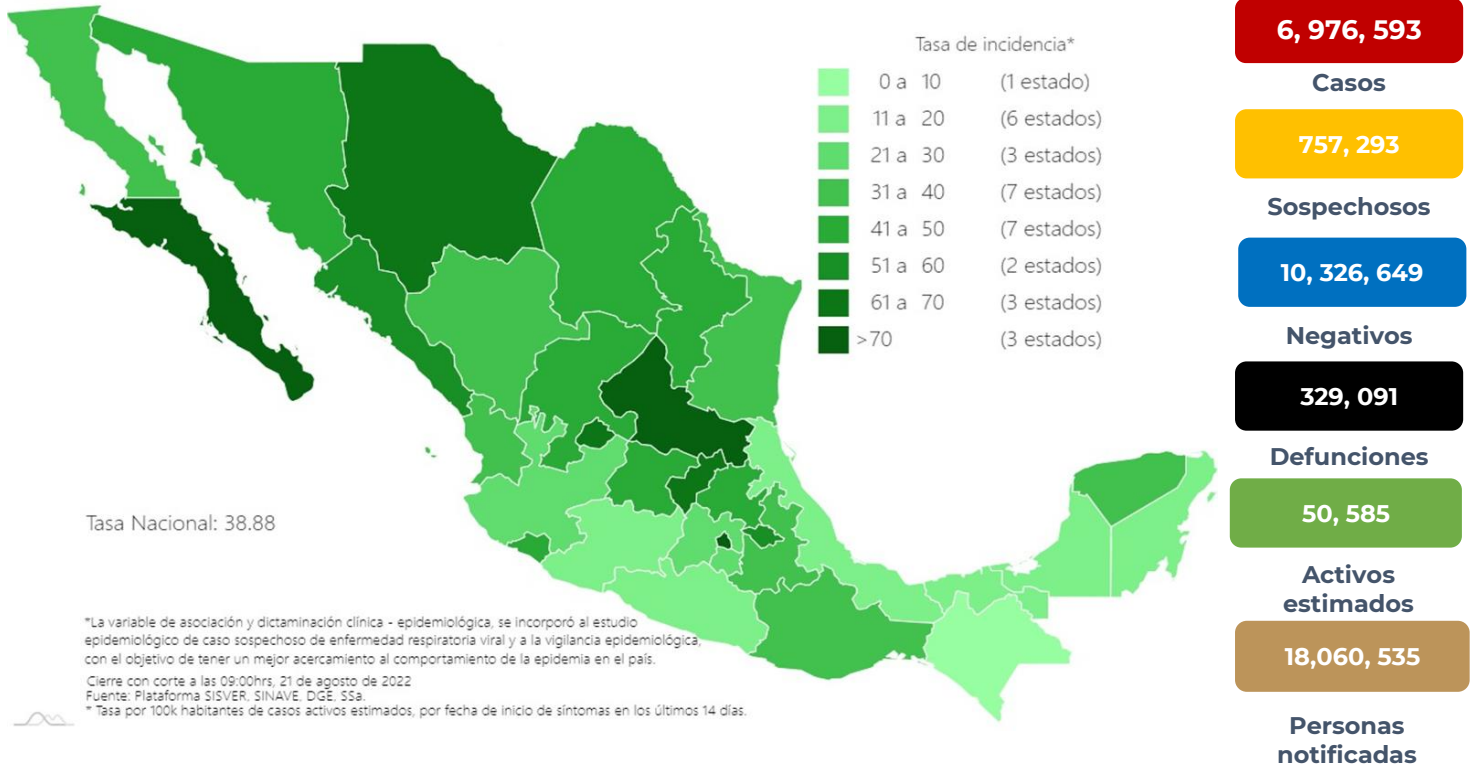 Tasa de incidencia*
0 a 10 (1 estado)
11 a 20 (6 estados)
21 a 30 (3 estados)
31 a 40 (7 estados)
41 a 50 (7 estados)
51 a 60 (2 estados)
61 a 70 (3 estados)
>70 (3 estados)
Tasa Nacional: 38.88
*La variable de asociación y dictaminación clínica - epidemiológica, se incorporó al estudio
epidemiológico de caso sospechoso de enfermedad respiratoria viral y a la vigilancia epidemiológica,
con el objetivo de tener un mejor acercamiento al comportamiento de la epidemia en el país.
Cierre con corte a las 09:00hrs, 21 de agosto de 2022
Fuente: Plataforma SISVER, SINAVE, DGE, SSa.
* Tasa por 100k habitantes de casos activos estimados, por fecha de inicio de síntomas en los últimos 14 días.
6, 976, 593
Casos
757, 293
Sospechosos
10, 326, 649
Negativos
329, 091
Defunciones
50, 585
Activos
estimados
18,060, 535
Personas
notificadas